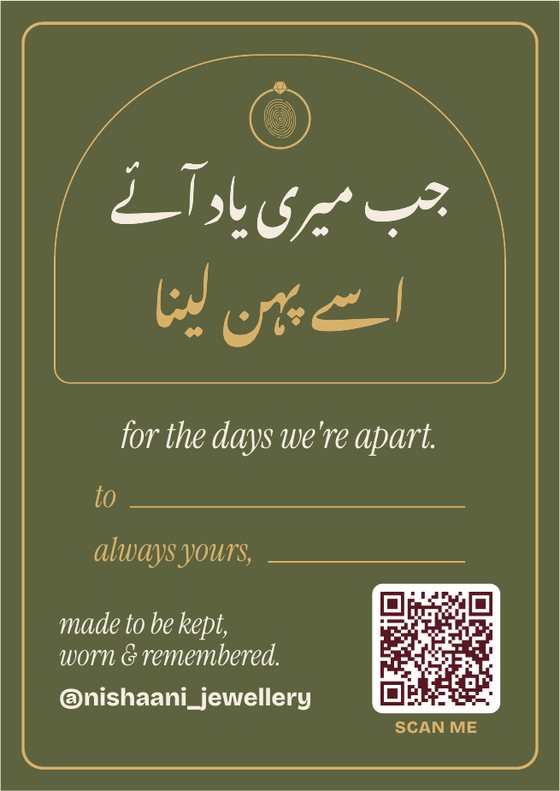 جب میری یاد آئے
اسے پہن لینا
for the days we're apart.
to
always yours,
made to be kept,
worn & remembered.
@nishaani_jewellery
SCAN ME